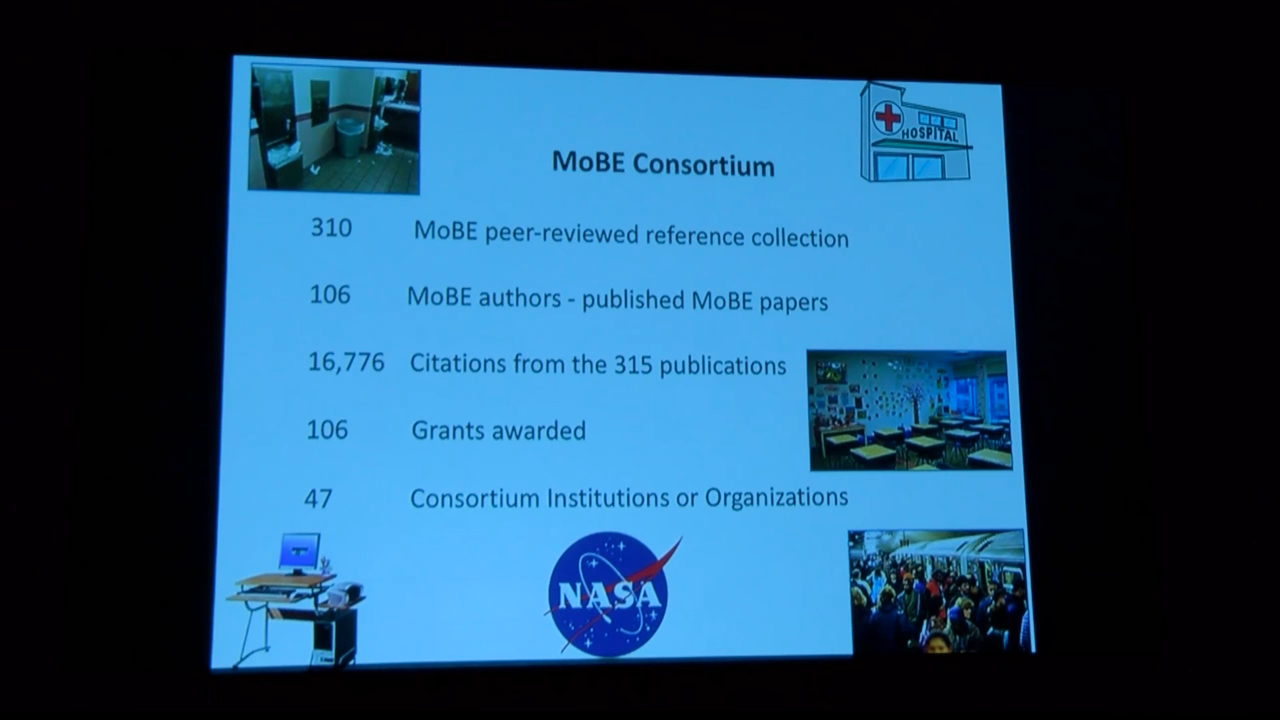 HOSPITAL
MoBE Consortium
310 MoBE peer-reviewed reference collection
106 MoBE authors - published MoBE papers
16,776 Citations from the 315 publications
106 Grants awarded
47 Consortium Institutions or Organizations
NASA